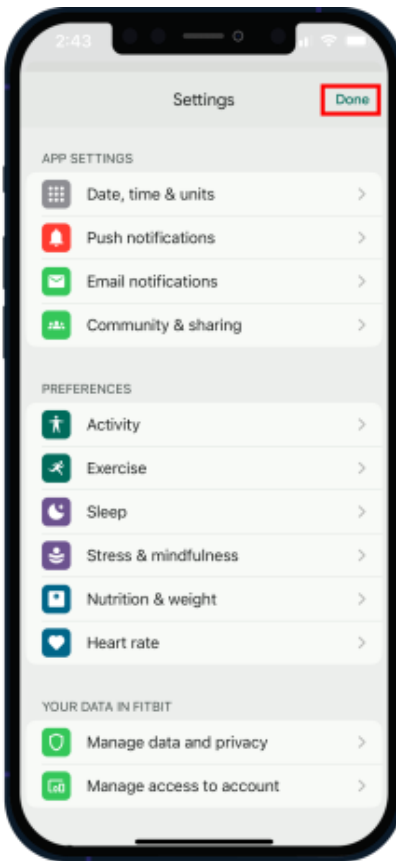 2:43
Settings
Done
APP SETTINGS
Date, time & units
Push notifications
Email notifications
Community & sharing
PREFERENCES
Activity
Exercise
Sleep
Stress & mindfulness
Nutrition & weight
Heart rate
YOUR DATA IN FITBIT
Manage data and privacy
Manage access to account